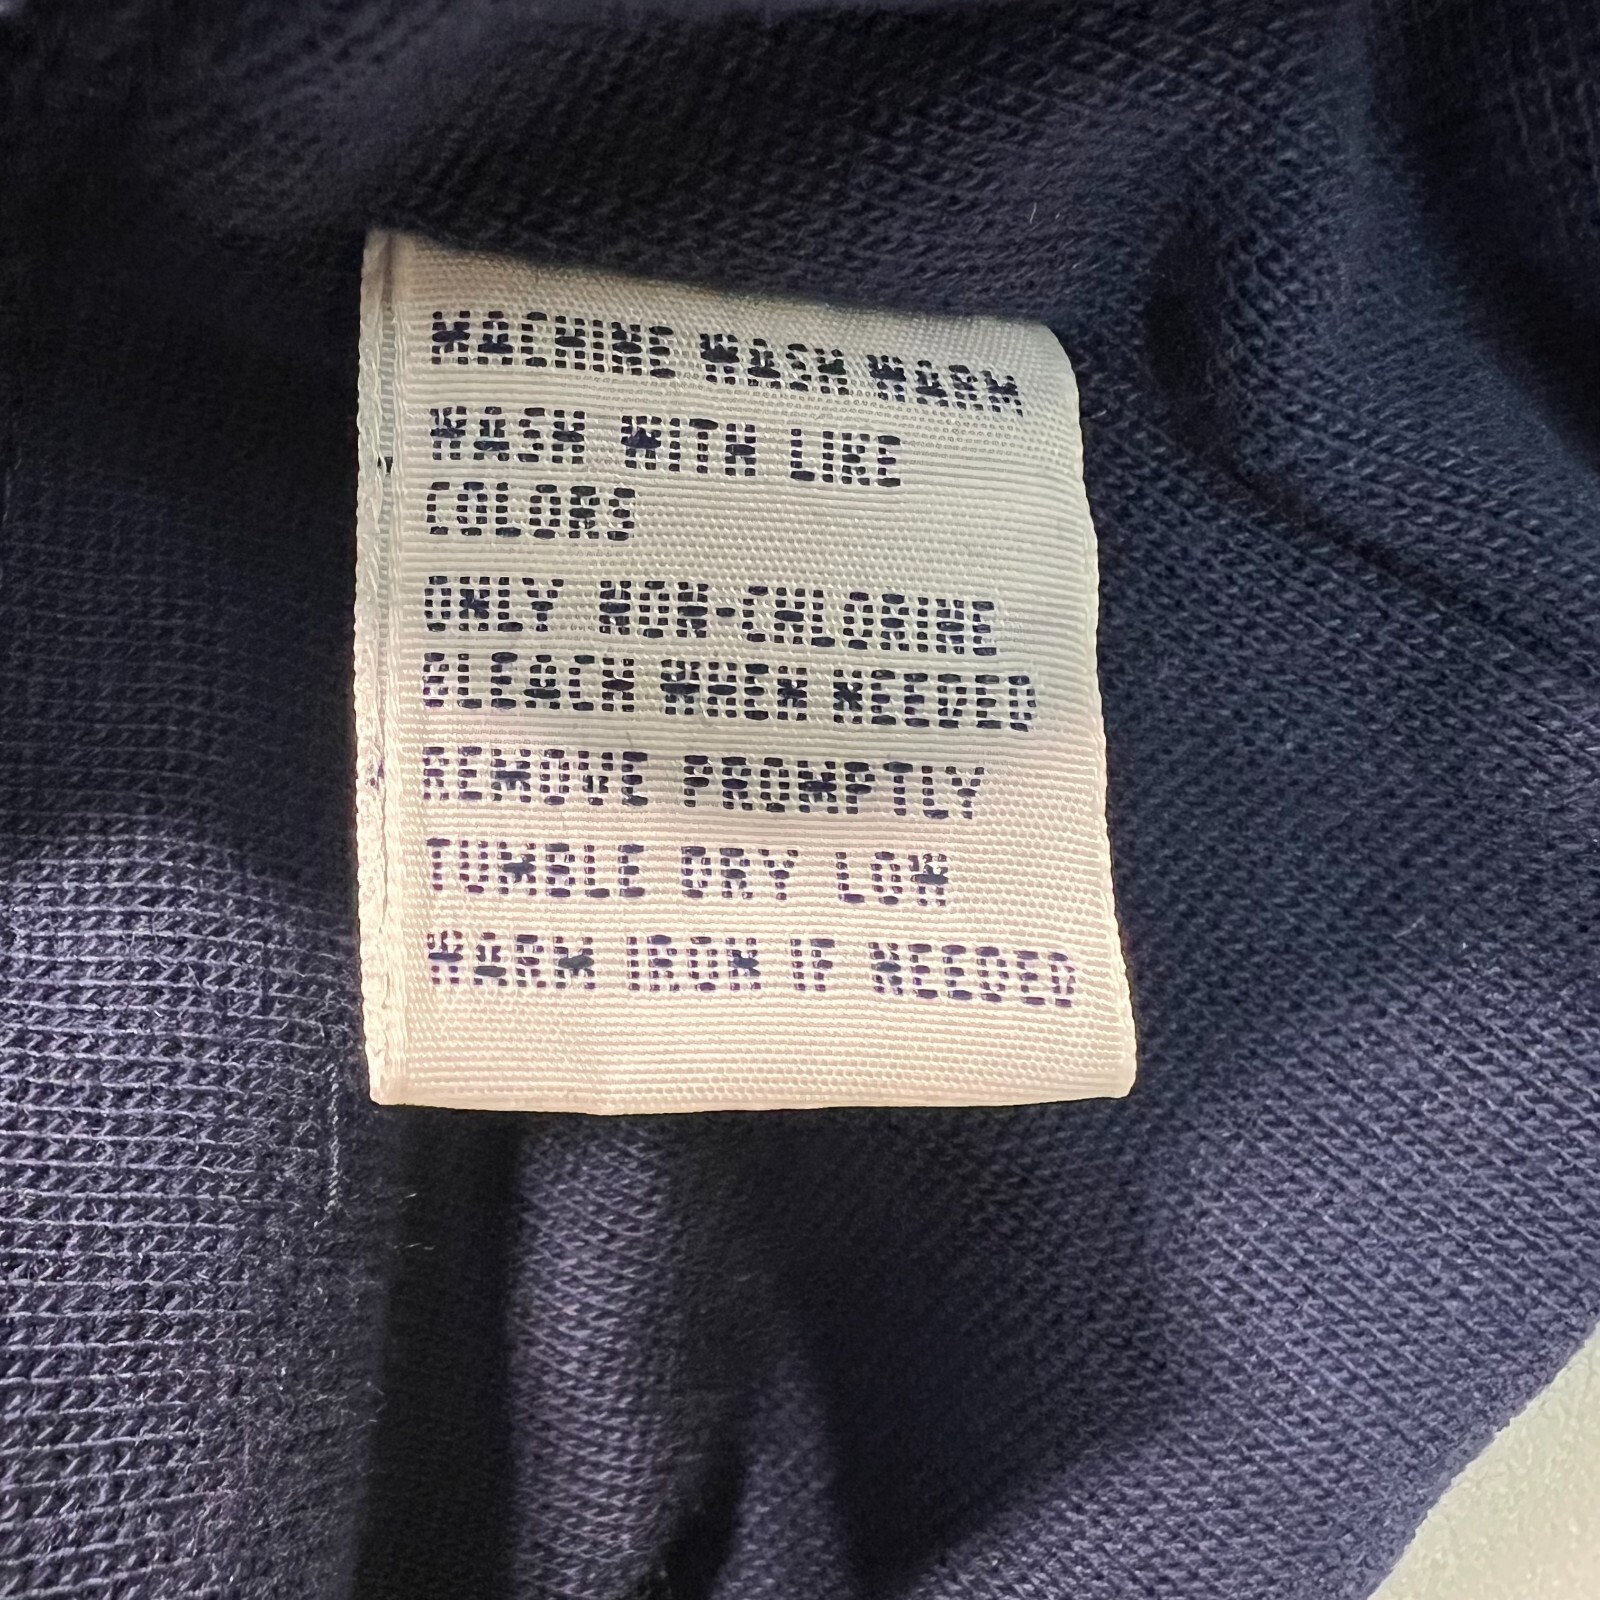 MACHINE WASH WARM
WASH WITH LIKE
COLORS
ONLY NON-CHLORINE
BLEACH WHEN NEEDED
REMOVE PROMPTLY
TUMBLE DRY LOW
WARM IRON IF NEEDED